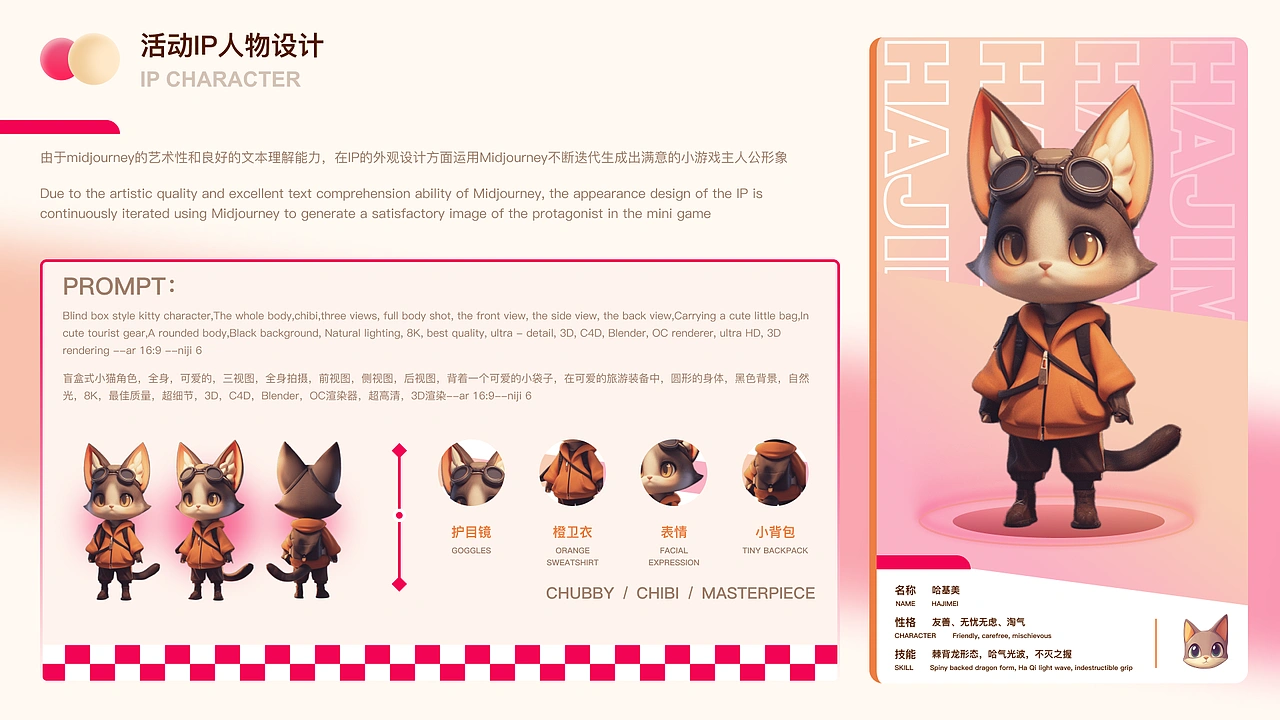 活动IP人物设计
IP CHARACTER
由于midjourney的艺术性和良好的文本理解能力，在IP的外观设计方面运用Midjourney不断迭代生成出满意的小游戏主人公形象
Due to the artistic quality and excellent text comprehension ability of Midjourney, the appearance design of the IP is
continuously iterated using Midjourney to generate a satisfactory image of the protagonist in the mini game
PROMPT：
Blind box style kitty character,The whole body,chibi,three views, full body shot, the front view, the side view, the back view,Carrying a cute little bag,In
cute tourist gear,A rounded body,Black background, Natural lighting, 8K, best quality, ultra - detail, 3D, C4D, Blender, OC renderer, ultra HD, 3D
rendering --ar 16:9 --niji 6
盲盒式小猫角色，全身，可爱的，三视图，全身拍摄，前视图，侧视图，后视图，背着一个可爱的小袋子，在可爱的旅游装备中，圆形的身体，黑色背景，自然
光，8K，最佳质量，超细节，3D，C4D，Blender，OC渲染器，超高清，3D渲染--ar 16:9--niji 6
护目镜
GOGGLES
橙卫衣
ORANGE
SWEATSHIRT
表情
FACIAL
EXPRESSION
小背包
TINY BACKPACK
CHUBBY / CHIBI / MASTERPIECE
HAJI
HA
HA
HAJIM
名称 哈基美
NAME HAJIMEI
性格 友善、无忧无虑、淘气
CHARACTER Friendly, carefree, mischievous
技能 棘背龙形态，哈气光波，不灭之握
SKILL Spiny backed dragon form, Ha Qi light wave, indestructible grip